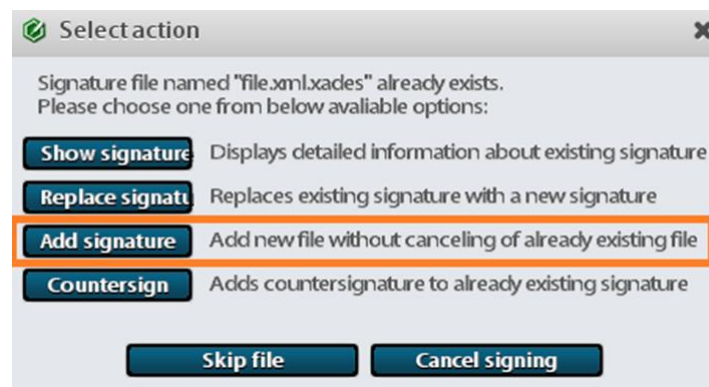 Select action
Signature file named "file.xml.xades" already exists.
Please choose one from below avaliable options:
Show signature Displays detailed information about existing signature
Replace signatu Replaces existing signature with a new signature
Add signature Add new file without canceling of already existing file
Countersign Adds countersignature to already existing signature
Skip file Cancel signing